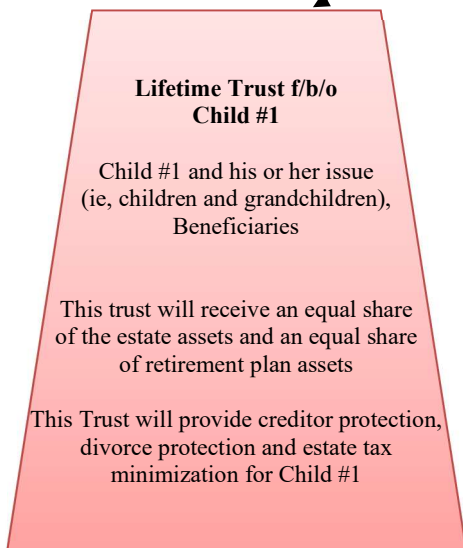 Lifetime Trust f/b/o
Child #1
Child #1 and his or her issue
(ie, children and grandchildren),
Beneficiaries
This trust will receive an equal share
of the estate assets and an equal share
of retirement plan assets
This Trust will provide creditor protection,
divorce protection and estate tax
minimization for Child #1